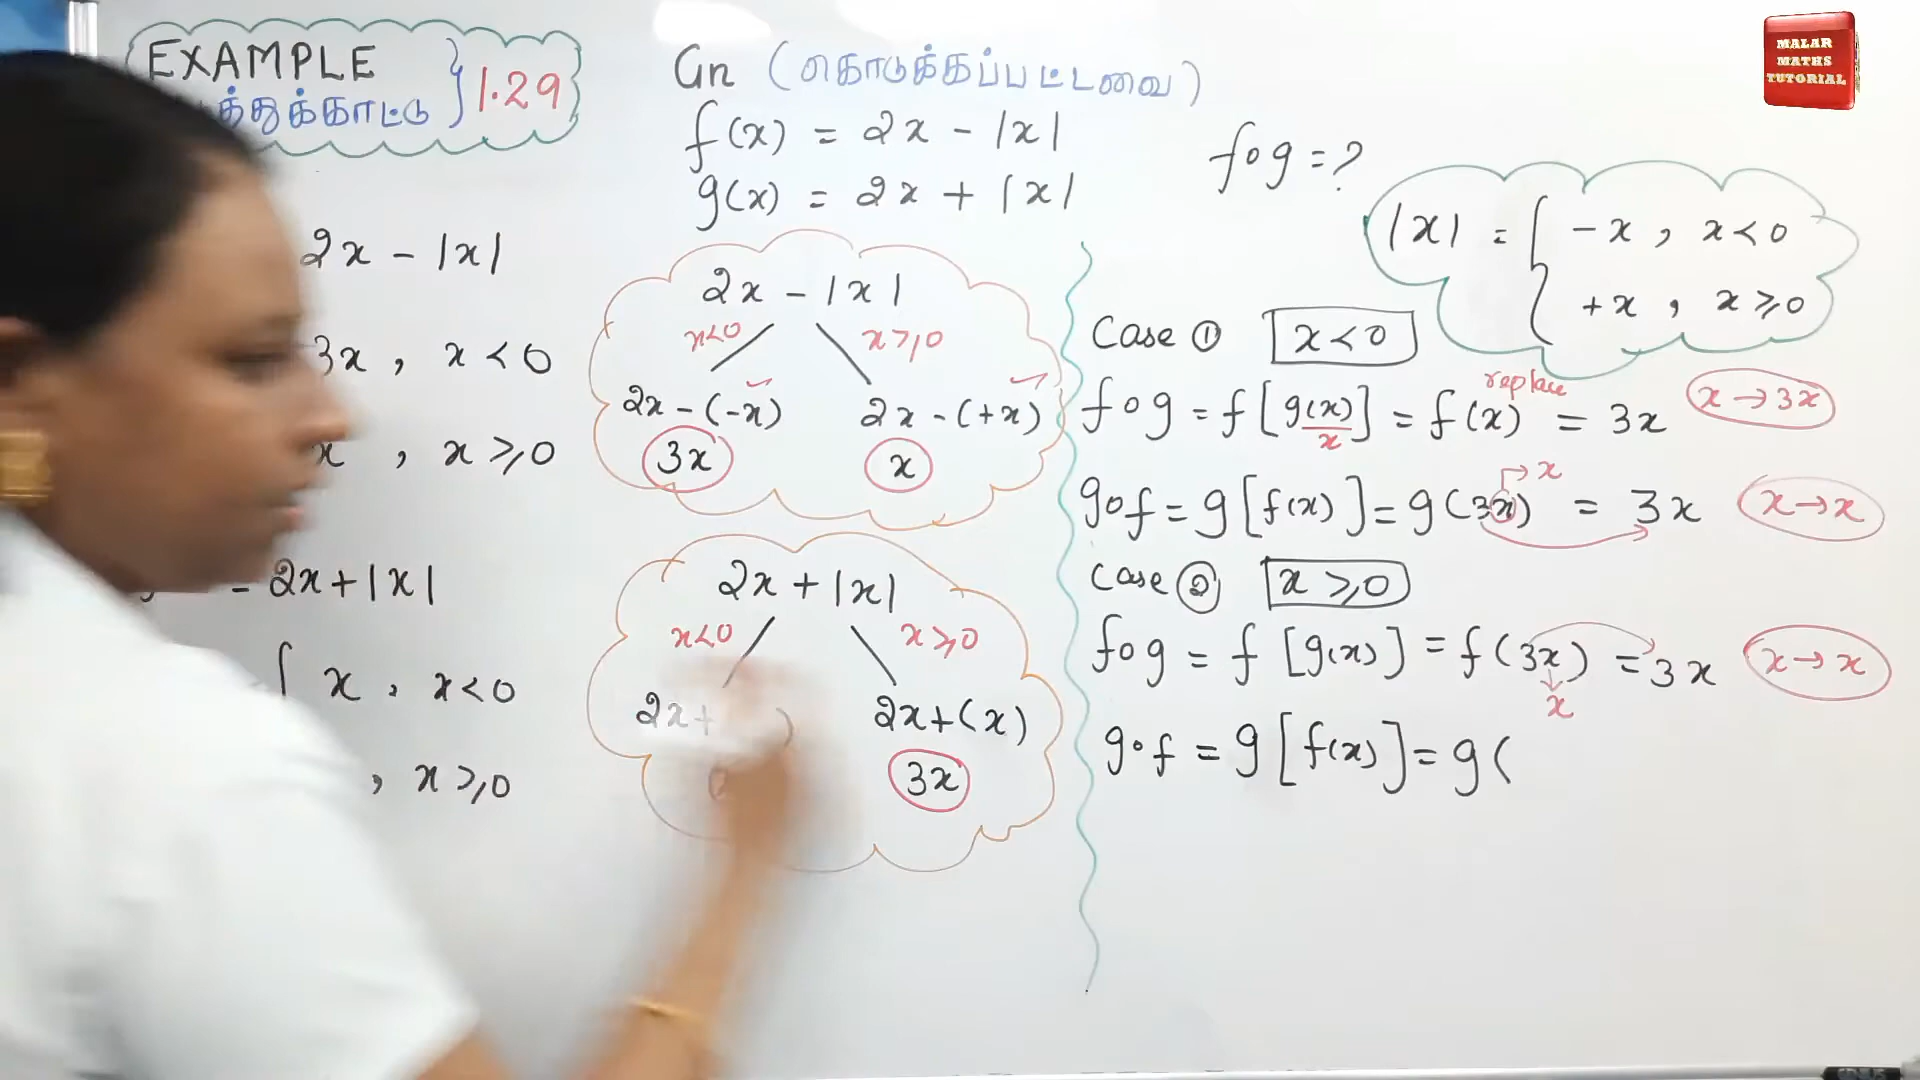 EXAMPLE
1.29
Gn (கொடுக்கப்பட்டவை)
f(x) = 2x - |x|
g(x) = 2x + |x|
fog = ?
MALAR
MATHS
TUTORIAL
|x| = { -x , x < 0
+x , x ⩾ 0
2x - |x|
3x , x < 0
x , x ⩾ 0
= 2x + |x|
{ x , x < 0
, x ⩾ 0
2x - |x|
x<0 x⩾0
2x - (-x) 2x - (+x)
3x x
2x + |x|
x<0 x⩾0
2x+ ) 2x+(x)
3x
Case ① x < 0
replace
fog = f[g(x)] = f(x) = 3x x → 3x
x
x
gof = g[f(x)] = g(3x) = 3x x → x
Case ② x ⩾ 0
fog = f[g(x)] = f(3x) = 3x x → x
x
gof = g[f(x)] = g(